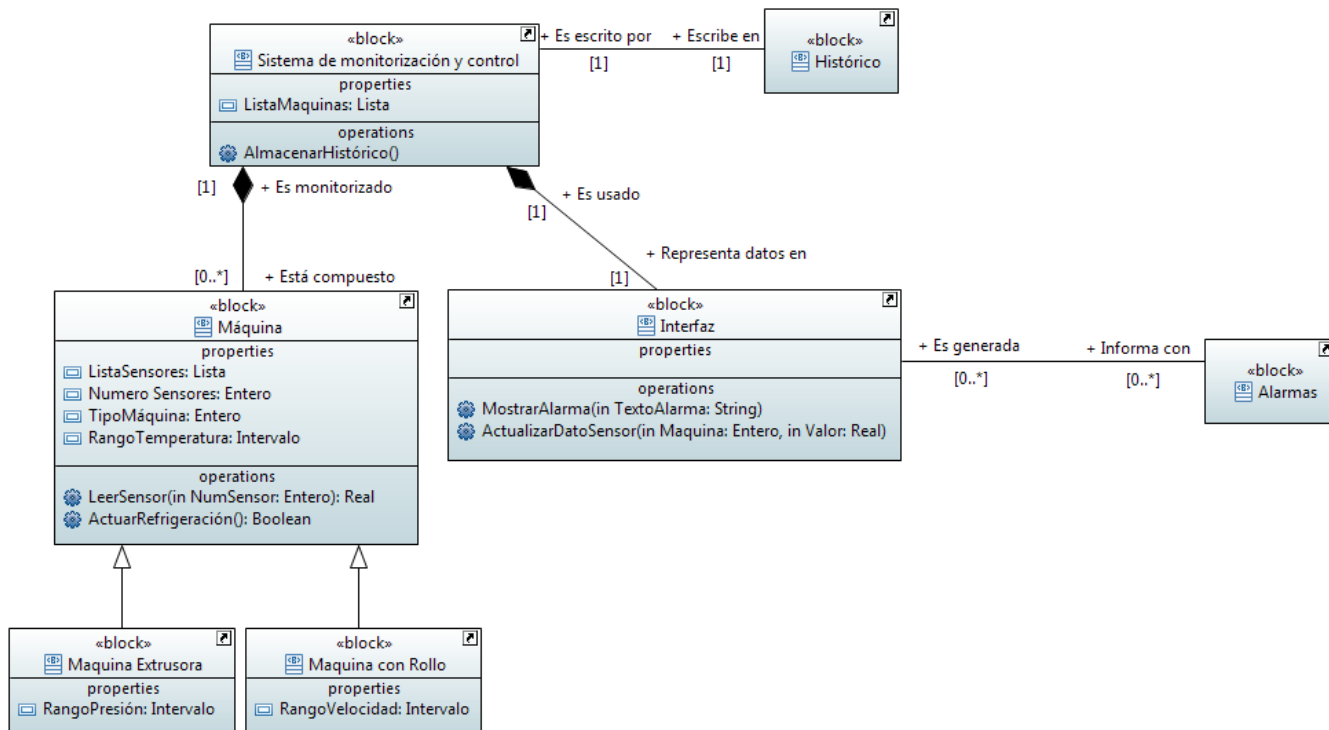 «block»
Sistema de monitorización y control
properties
ListaMaquinas: Lista
operations
AlmacenarHistórico()
+ Es escrito por
[1]
+ Escribe en
[1]
«block»
Histórico
[1]
+ Es monitorizado
[0..*]
+ Está compuesto
+ Es usado
[1]
+ Representa datos en
[1]
«block»
Máquina
properties
ListaSensores: Lista
Numero Sensores: Entero
TipoMáquina: Entero
RangoTemperatura: Intervalo
operations
LeerSensor(in NumSensor: Entero): Real
ActuarRefrigeración(): Boolean
«block»
Interfaz
properties
operations
MostrarAlarma(in TextoAlarma: String)
ActualizarDatoSensor(in Maquina: Entero, in Valor: Real)
+ Es generada
[0..*]
+ Informa con
[0..*]
«block»
Alarmas
«block»
Maquina Extrusora
properties
RangoPresión: Intervalo
«block»
Maquina con Rollo
properties
RangoVelocidad: Intervalo